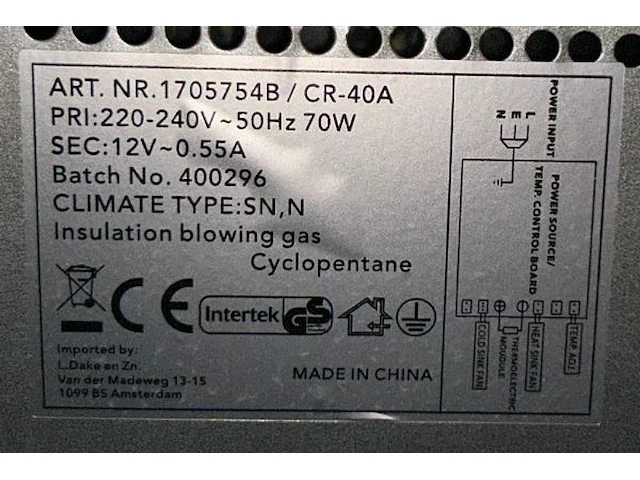 ART. NR.1705754B / CR-40A
PRI:220-240V~50Hz 70W
SEC:12V~0.55A
Batch No. 400296
CLIMATE TYPE:SN,N
Insulation blowing gas
Cyclopentane
CE
Intertek
GS
Imported by:
L.Dake en Zn.
Van der Madeweg 13-15
1099 BS Amsterdam
MADE IN CHINA
POWER INPUT
L
E
N
POWER SOURCE/
TEMP. CONTROL BOARD
TEMP ADJ.
HEAT SINK FAN
THERMOELECTRIC
MOUDULE
COLD SINK FAN